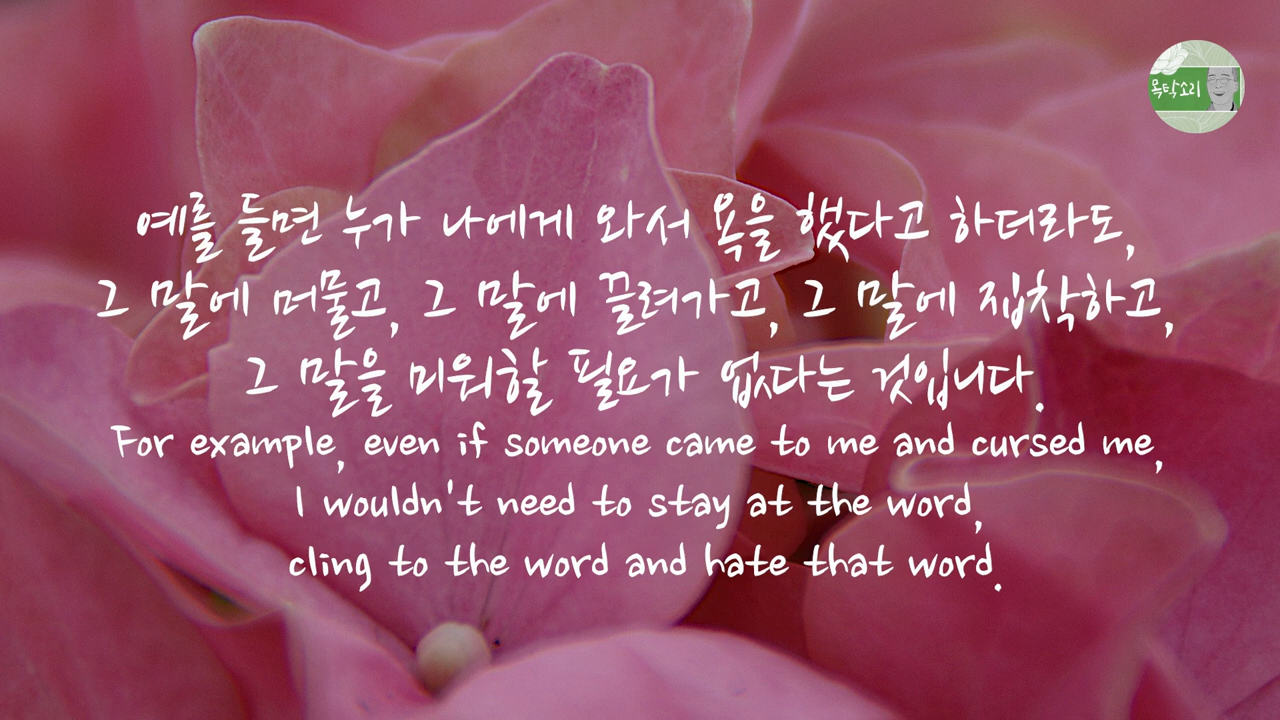 목탁소리
예를 들면 누가 나에게 와서 욕을 했다고 하더라도,
그 말에 머물고, 그 말에 끌려가고, 그 말에 집착하고,
그 말을 미워할 필요가 없다는 것입니다.
For example, even if someone came to me and cursed me,
I wouldn't need to stay at the word,
cling to the word and hate that word.